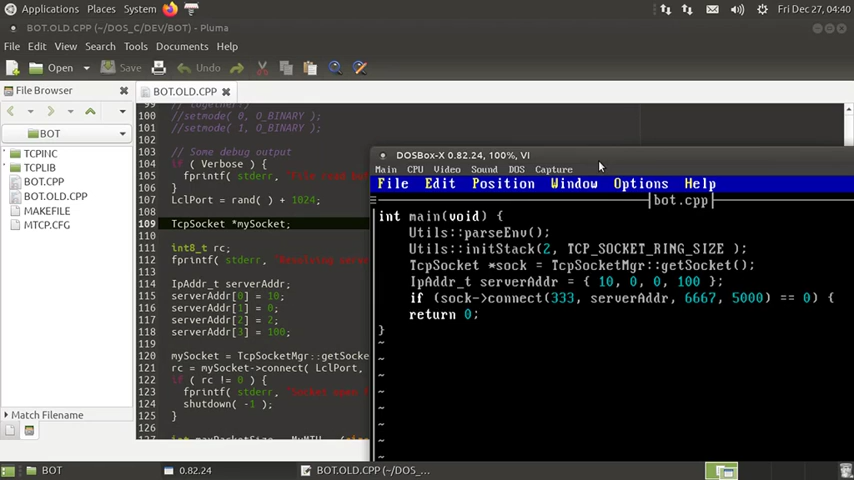 Applications Places System Fri Dec 27, 04:40
BOT.OLD.CPP (~/DOS_C/DEV/BOT) - Pluma
File Edit View Search Tools Documents Help
Open Save Undo
File Browser
BOT.OLD.CPP
BOT
TCPINC
TCPLIB
BOT.CPP
BOT.OLD.CPP
MAKEFILE
MTCP.CFG
Match Filename
99 // together?
100 //setmode( 0, O_BINARY );
101 //setmode( 1, O_BINARY );
102
103 // Some debug output
104 if ( Verbose ) {
105 fprintf( stderr,
106 }
107 LclPort = rand( ) + 1024;
108
109 TcpSocket *mySocket;
110
111 int8_t rc;
112 fprintf( stderr, "Resolving
113
114 IpAddr_t serverAddr;
115 serverAddr[0] = 10;
116 serverAddr[1] = 0;
117 serverAddr[2] = 2;
118 serverAddr[3] = 100;
119
120 mySocket = TcpSocketMgr::getSocke
121 rc = mySocket->connect( LclPort,
122 if ( rc != 0 ) {
123 fprintf( stderr, "Socket open
124 shutdown( -1 );
125 }
DOSBox-X 0.82.24, 100%, VI
Main CPU Video Sound DOS Capture
File Edit Position Window Options Help
bot.cpp
int main(void) {
Utils::parseEnv();
Utils::initStack(2, TCP_SOCKET_RING_SIZE );
TcpSocket *sock = TcpSocketMgr::getSocket();
IpAddr_t serverAddr = { 10, 0, 0, 100 };
if (sock->connect(333, serverAddr, 6667, 5000) == 0) {
return 0;
}
~
~
~
~
~
~
~
BOT 0.82.24 BOT.OLD.CPP (~/DOS_...